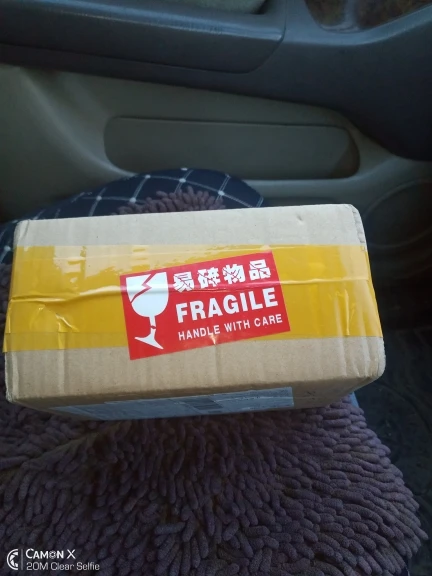 易碎物品
FRAGILE
HANDLE WITH CARE
CAMON X
20M Clear Selfie